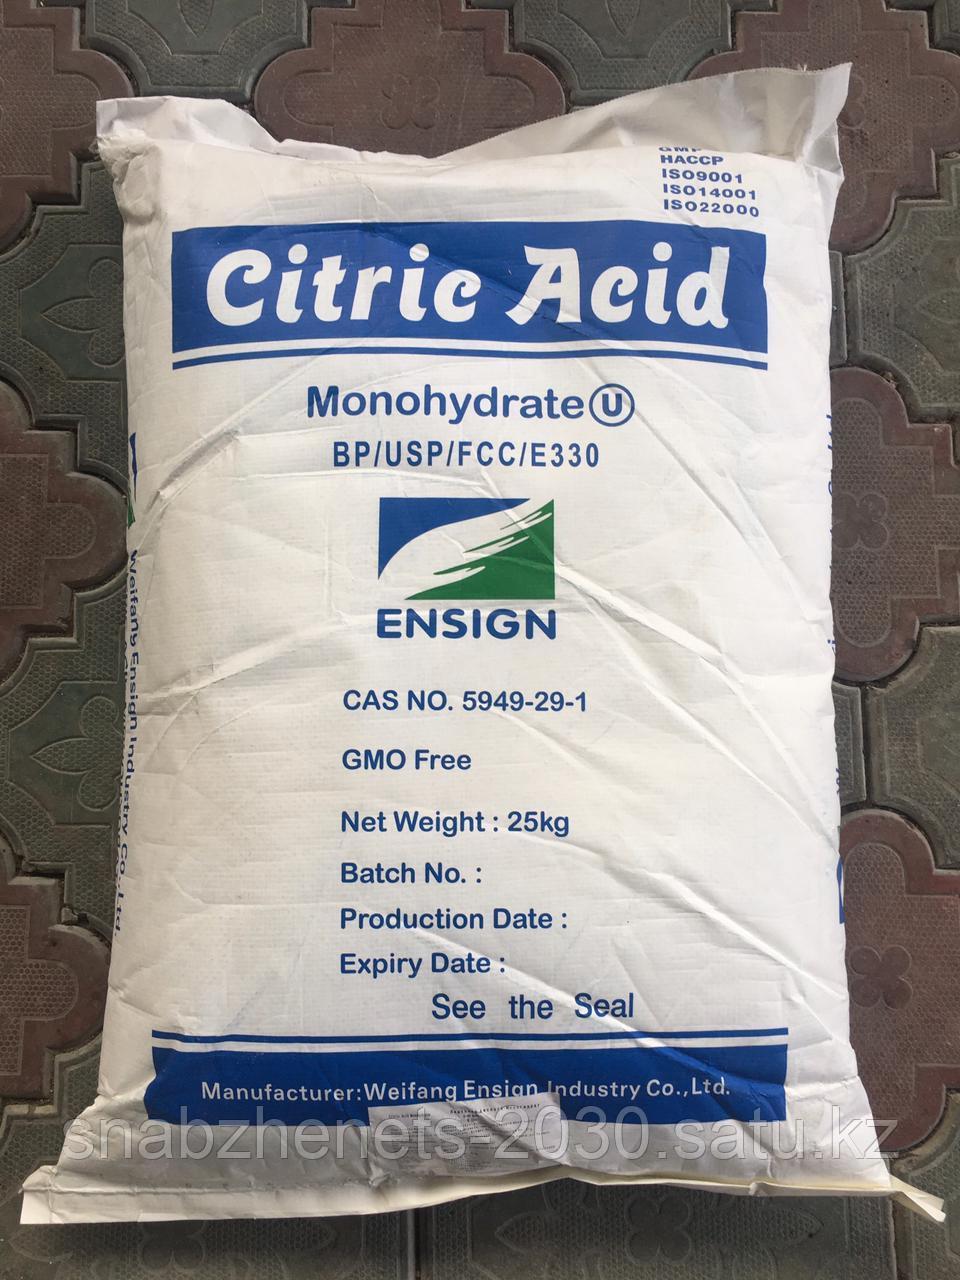 GMP
HACCP
ISO9001
ISO14001
ISO22000
Citric Acid
Monohydrate Ⓤ
BP/USP/FCC/E330
ENSIGN
CAS NO. 5949-29-1
GMO Free
Net Weight : 25kg
Batch No. :
Production Date :
Expiry Date :
See the Seal
Manufacturer:Weifang Ensign Industry Co.,Ltd.
Weifang Ensign Industry Co.,Ltd.
snabzhenets-2030.satu.kz